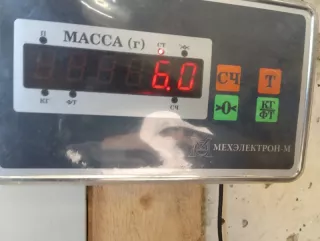 МАССА (г)
П СТ
6.0
КГ ФТ СЧ
СЧ Т
>0< КГ ФТ
МЕХЭЛЕКТРОН-М